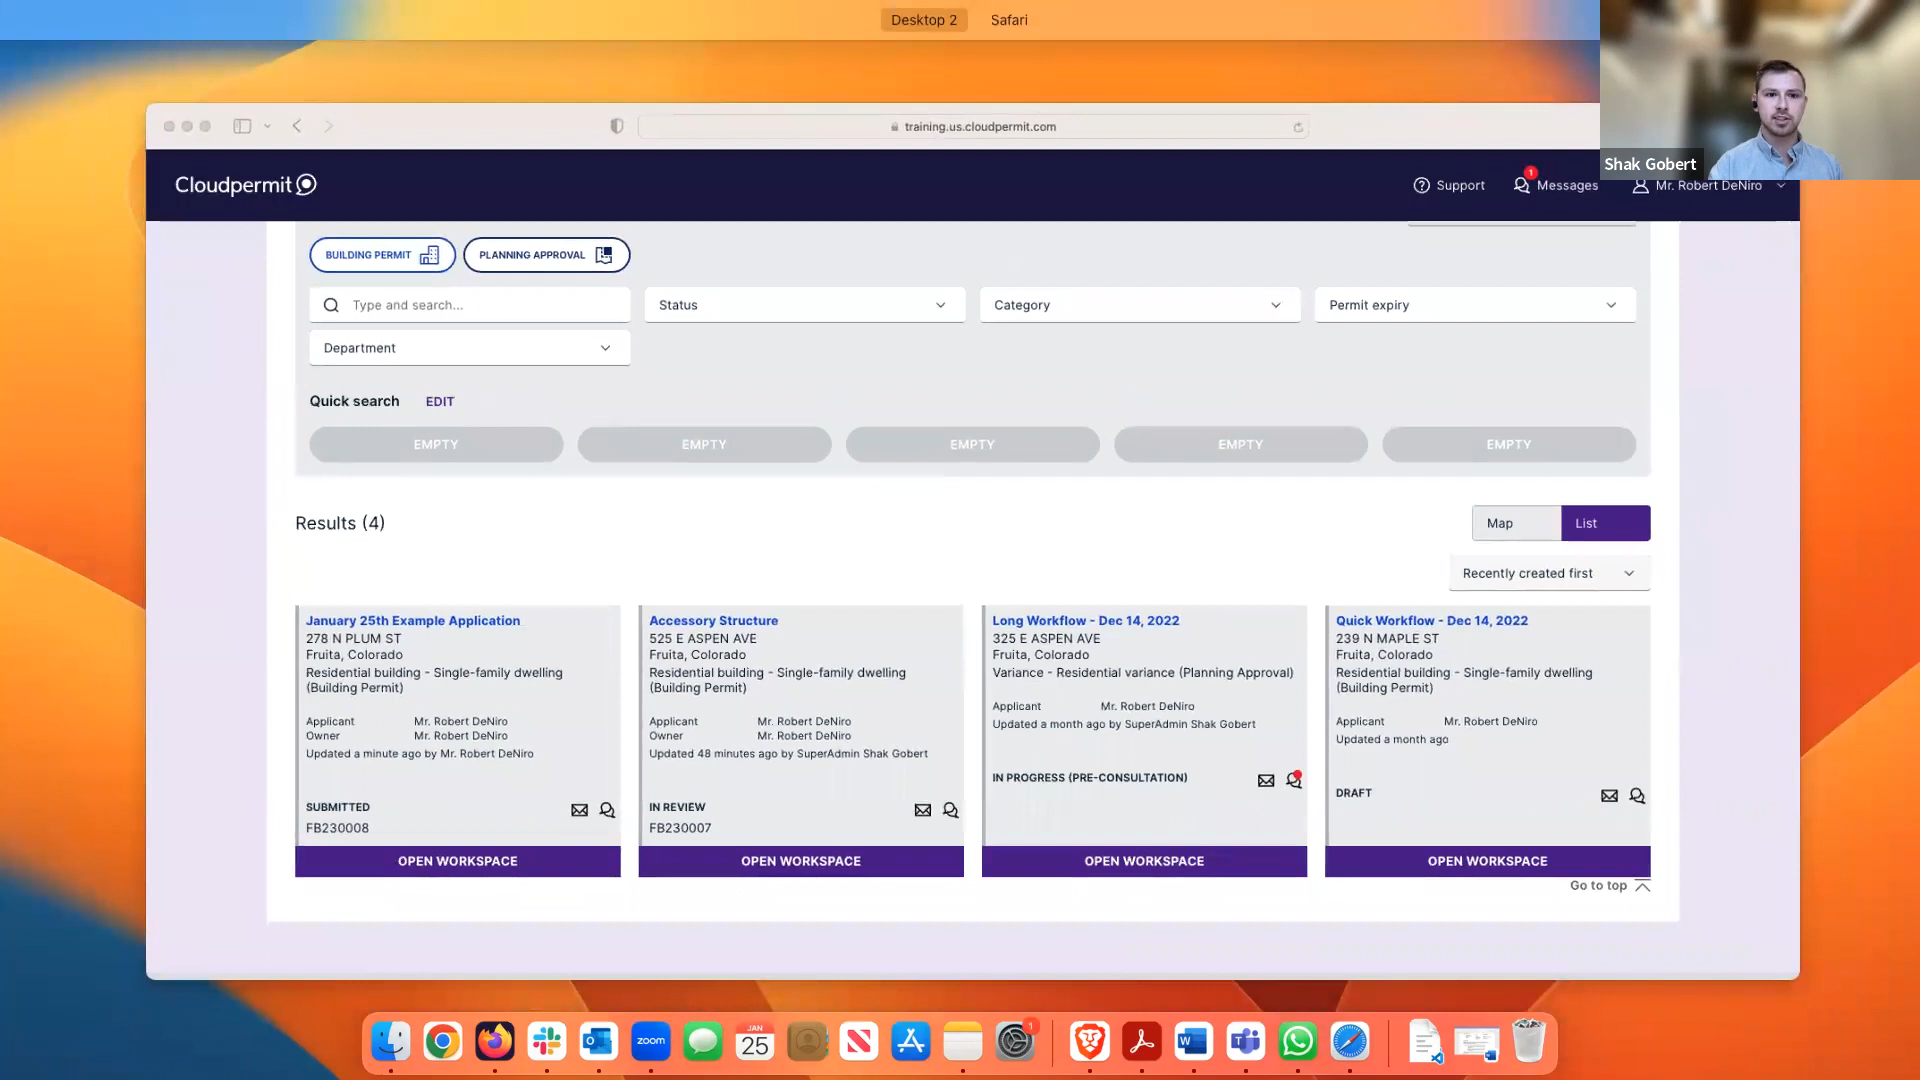 Desktop 2
Safari
training.us.cloudpermit.com
Shak Gobert
Cloudpermit
Support
1
Messages
Mr. Robert DeNiro
BUILDING PERMIT
PLANNING APPROVAL
Type and search...
Status
Category
Permit expiry
Department
Quick search
EDIT
EMPTY
EMPTY
EMPTY
EMPTY
EMPTY
Results (4)
Map
List
Recently created first
January 25th Example Application
278 N PLUM ST
Fruita, Colorado
Residential building - Single-family dwelling
(Building Permit)
Applicant Mr. Robert DeNiro
Owner Mr. Robert DeNiro
Updated a minute ago by Mr. Robert DeNiro
SUBMITTED
FB230008
OPEN WORKSPACE
Accessory Structure
525 E ASPEN AVE
Fruita, Colorado
Residential building - Single-family dwelling
(Building Permit)
Applicant Mr. Robert DeNiro
Owner Mr. Robert DeNiro
Updated 48 minutes ago by SuperAdmin Shak Gobert
IN REVIEW
FB230007
OPEN WORKSPACE
Long Workflow - Dec 14, 2022
325 E ASPEN AVE
Fruita, Colorado
Variance - Residential variance (Planning Approval)
Applicant Mr. Robert DeNiro
Updated a month ago by SuperAdmin Shak Gobert
IN PROGRESS (PRE-CONSULTATION)
OPEN WORKSPACE
Quick Workflow - Dec 14, 2022
239 N MAPLE ST
Fruita, Colorado
Residential building - Single-family dwelling
(Building Permit)
Applicant Mr. Robert DeNiro
Updated a month ago
DRAFT
OPEN WORKSPACE
Go to top
zoom
JAN
25
1
W